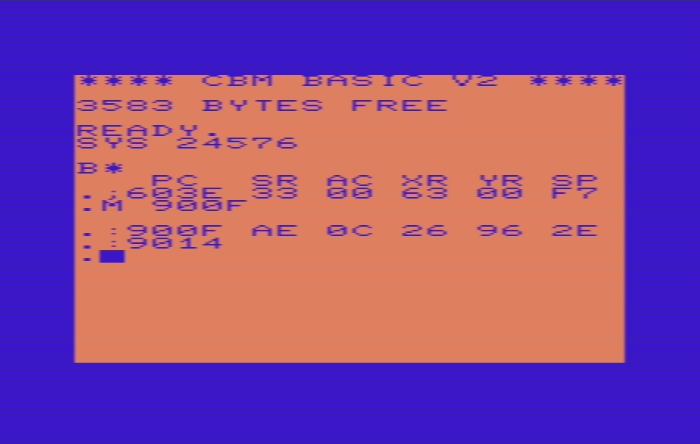 **** CBM BASIC V2 ****
3583 BYTES FREE
READY.
SYS 24576
B*
PC SR AC XR YR SP
.;603E 33 00 63 00 F7
.M 900F
.:900F AE 0C 26 96 2E
.:9014
.